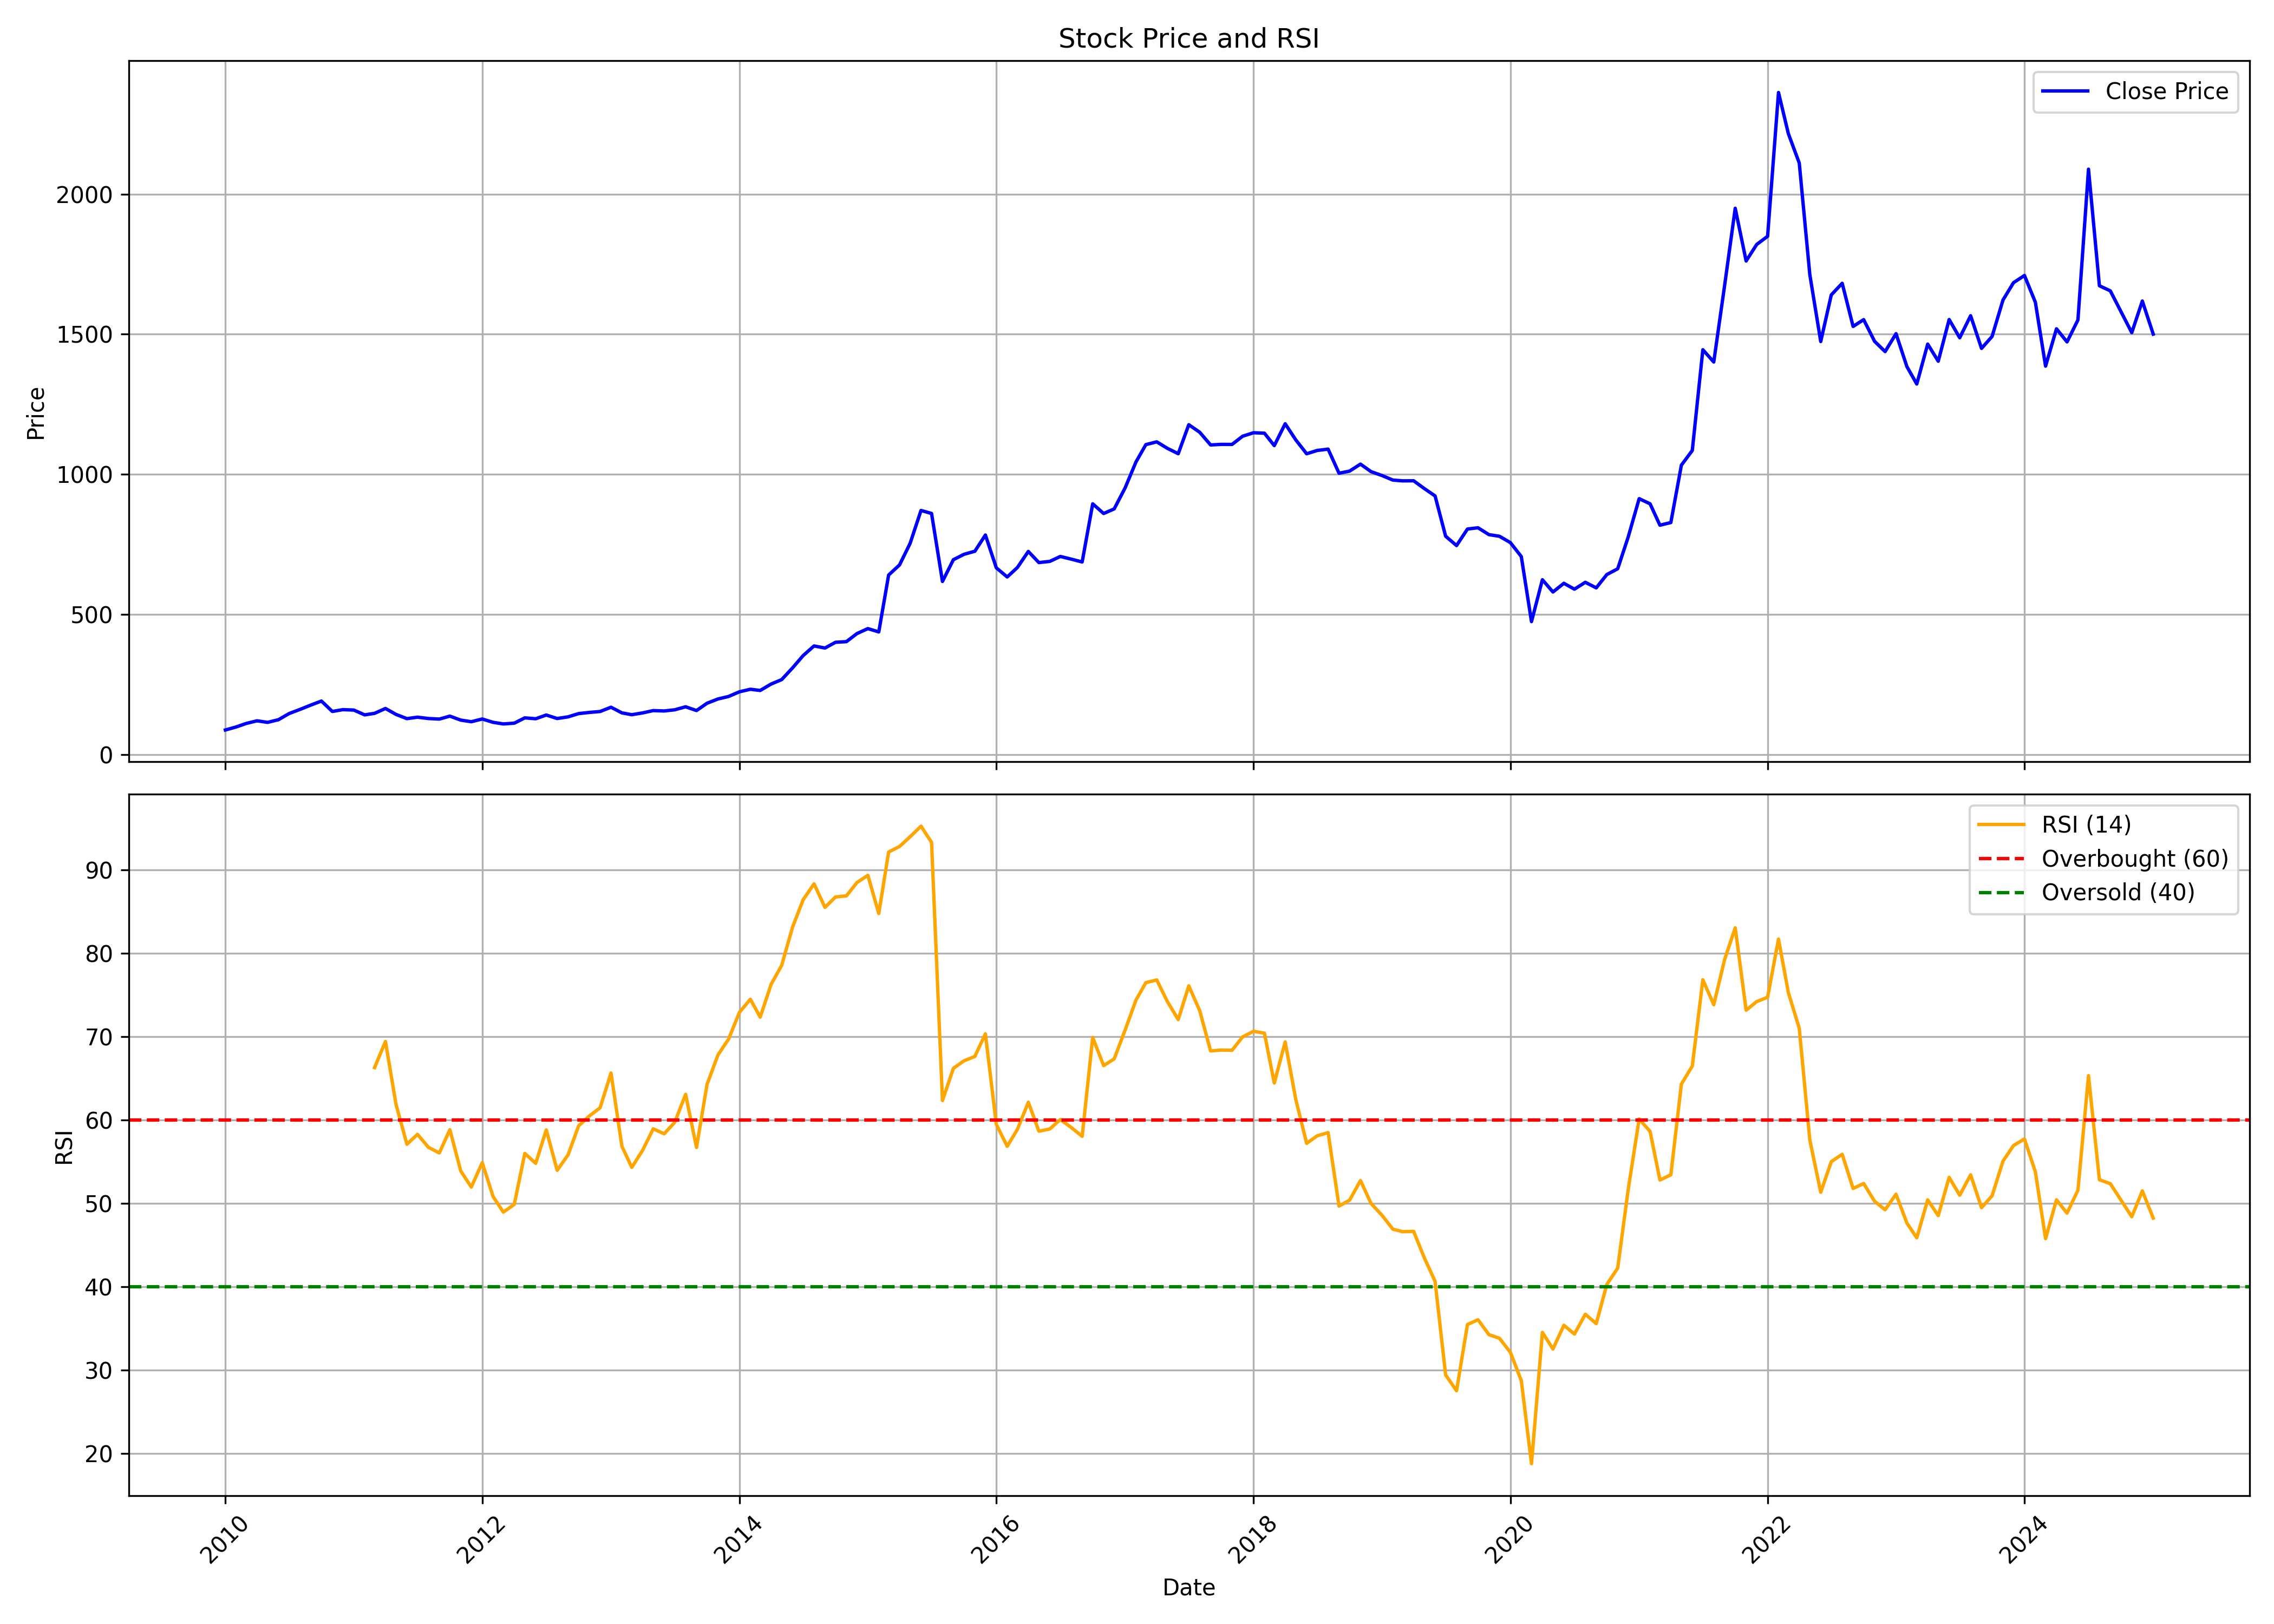 Stock Price and RSI
Close Price
Price
2000
1500
1000
500
0
RSI (14)
Overbought (60)
Oversold (40)
RSI
90
80
70
60
50
40
30
20
2010
2012
2014
2016
2018
2020
2022
2024
Date